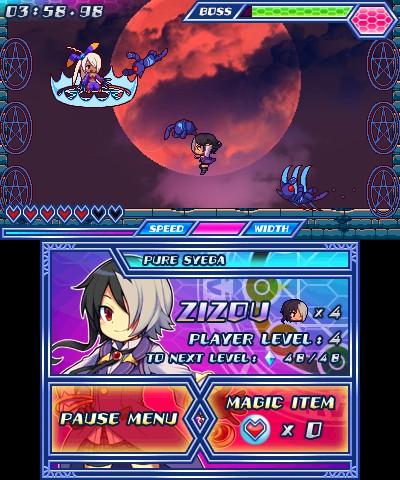 03:58.98
BOSS
SPEED
WIDTH
PURE SYEGA
ZIZOU x 4
PLAYER LEVEL: 4
TO NEXT LEVEL: 48/48
PAUSE MENU
MAGIC ITEM
x 0